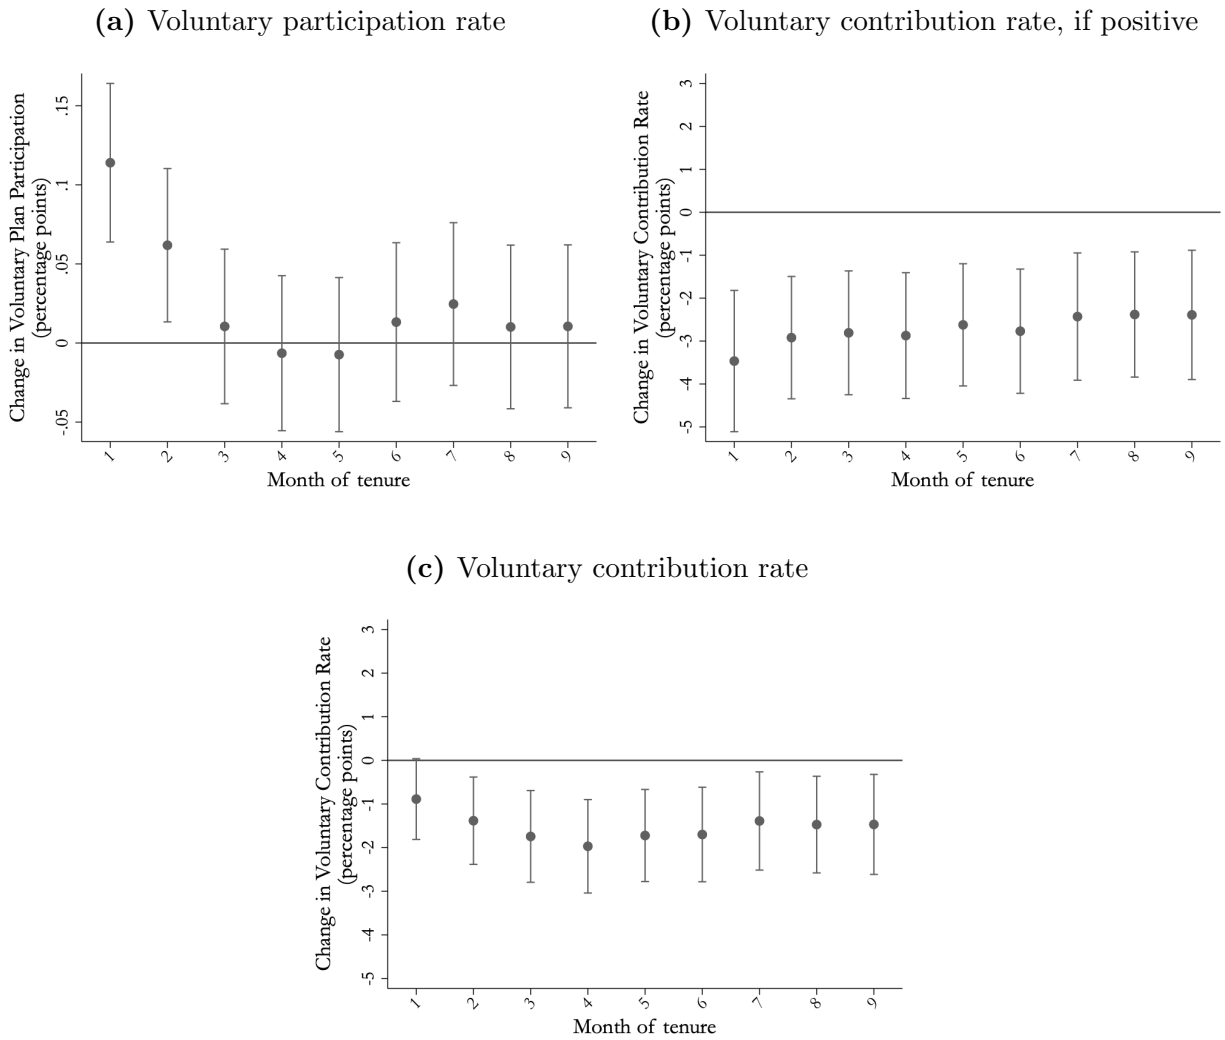 (a) Voluntary participation rate
Change in Voluntary Plan Participation
(percentage points)
.15
.1
.05
0
-.05
1 2 3 4 5 6 7 8 9
Month of tenure
(b) Voluntary contribution rate, if positive
Change in Voluntary Contribution Rate
(percentage points)
3
2
1
0
-1
-2
-3
-4
-5
1 2 3 4 5 6 7 8 9
Month of tenure
(c) Voluntary contribution rate
Change in Voluntary Contribution Rate
(percentage points)
3
2
1
0
-1
-2
-3
-4
-5
1 2 3 4 5 6 7 8 9
Month of tenure